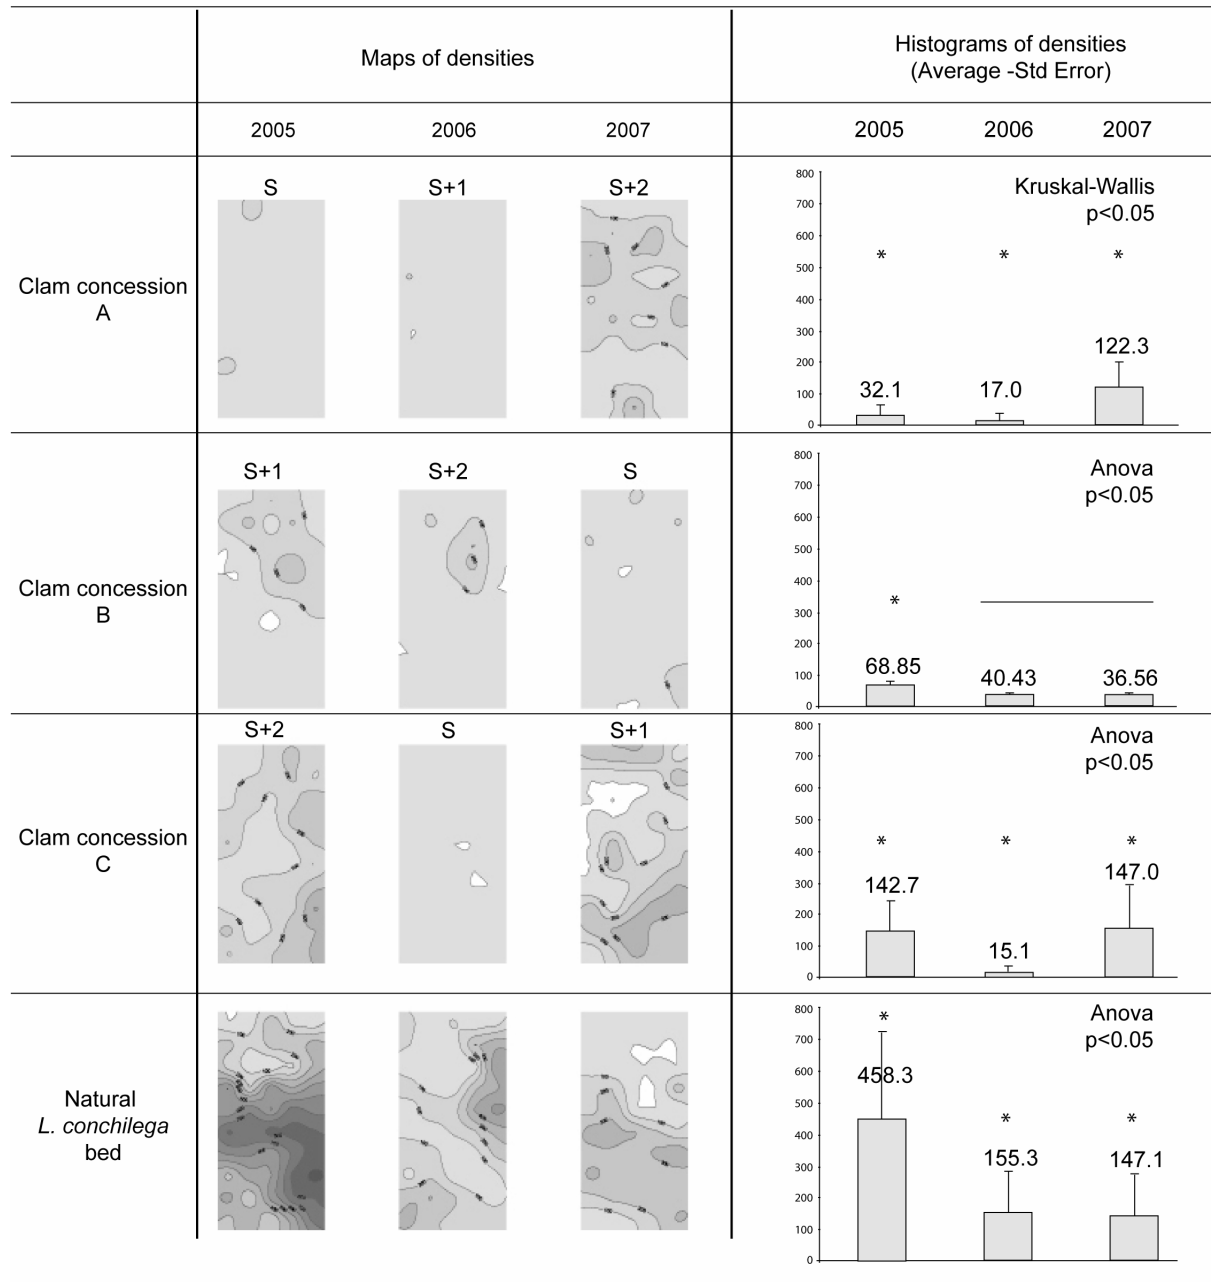 Maps of densities
Histograms of densities
(Average -Std Error)
2005 2006 2007 2005 2006 2007
Clam concession
A
S S+1 S+2
Kruskal-Wallis
p<0.05
800
700
600
500
400
300
200
100
0
* * *
32.1 17.0 122.3
Clam concession
B
S+1 S+2 S
Anova
p<0.05
800
700
600
500
400
300
200
100
0
*
68.85 40.43 36.56
Clam concession
C
S+2 S S+1
Anova
p<0.05
800
700
600
500
400
300
200
100
0
* * *
142.7 15.1 147.0
Natural
L. conchilega
bed
Anova
p<0.05
800
700
600
500
400
300
200
100
0
* * *
458.3 155.3 147.1